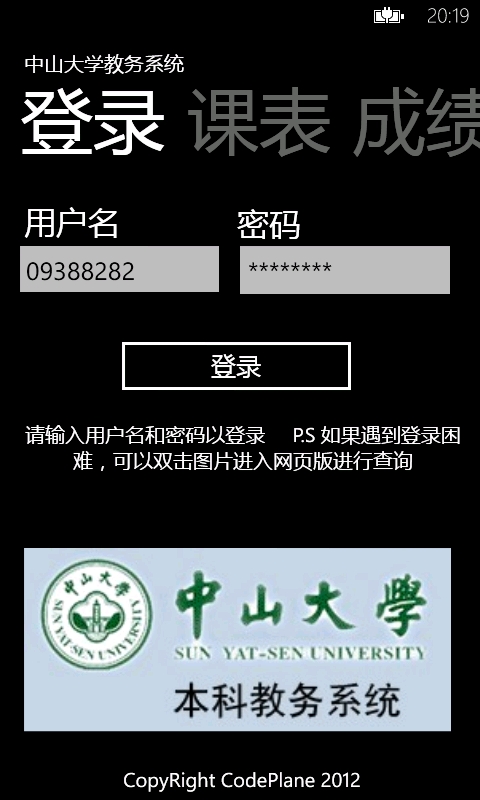 20:19
中山大学教务系统
登录 课表 成绩
用户名 密码
09388282 ********
登录
请输入用户名和密码以登录 P.S 如果遇到登录困
难，可以双击图片进入网页版进行查询
中山大學
SUN YAT-SEN UNIVERSITY
SUN YAT-SEN UNIVERSITY
本科教务系统
CopyRight CodePlane 2012